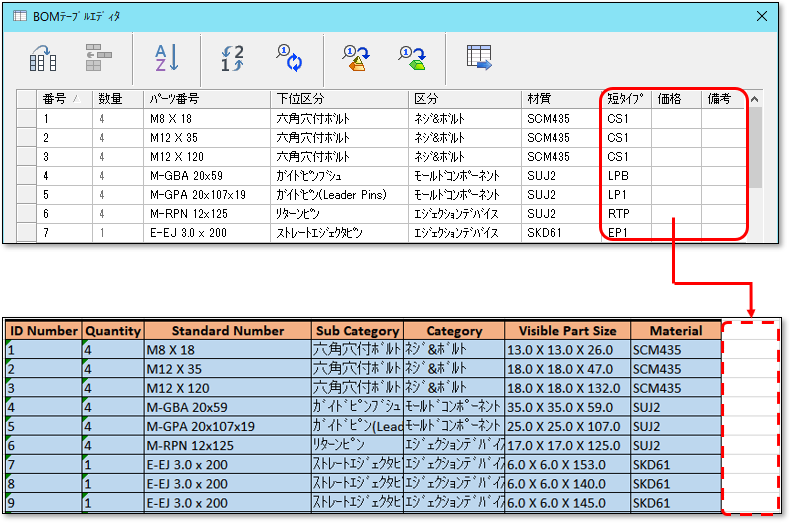 BOMﾃｰﾌﾞﾙｴﾃﾞｨﾀ
番号 数量 ﾊﾟｰﾂ番号 下位区分 区分 材質 短ﾀｲﾌﾟ 価格 備考
1 4 M8 X 18 六角穴付ﾎﾞﾙﾄ ﾈｼﾞ&ﾎﾞﾙﾄ SCM435 CS1
2 4 M12 X 35 六角穴付ﾎﾞﾙﾄ ﾈｼﾞ&ﾎﾞﾙﾄ SCM435 CS1
3 4 M12 X 120 六角穴付ﾎﾞﾙﾄ ﾈｼﾞ&ﾎﾞﾙﾄ SCM435 CS1
4 4 M-GBA 20x59 ｶﾞｲﾄﾞﾋﾟﾝﾌﾞｼｭ ﾓｰﾙﾄﾞｺﾝﾎﾟｰﾈﾝﾄ SUJ2 LPB
5 4 M-GPA 20x107x19 ｶﾞｲﾄﾞﾋﾟﾝ(Leader Pins) ﾓｰﾙﾄﾞｺﾝﾎﾟｰﾈﾝﾄ SUJ2 LP1
6 4 M-RPN 12x125 ﾘﾀｰﾝﾋﾟﾝ ｴｼﾞｪｸｼｮﾝﾃﾞﾊﾞｲｽ SUJ2 RTP
7 1 E-EJ 3.0 x 200 ｽﾄﾚｰﾄｴｼﾞｪｸﾀﾋﾟﾝ ｴｼﾞｪｸｼｮﾝﾃﾞﾊﾞｲｽ SKD61 EP1
ID Number Quantity Standard Number Sub Category Category Visible Part Size Material
1 4 M8 X 18 六角穴付ﾎﾞﾙﾄ ﾈｼﾞ&ﾎﾞﾙﾄ 13.0 X 13.0 X 26.0 SCM435
2 4 M12 X 35 六角穴付ﾎﾞﾙﾄ ﾈｼﾞ&ﾎﾞﾙﾄ 18.0 X 18.0 X 47.0 SCM435
3 4 M12 X 120 六角穴付ﾎﾞﾙﾄ ﾈｼﾞ&ﾎﾞﾙﾄ 18.0 X 18.0 X 132.0 SCM435
4 4 M-GBA 20x59 ｶﾞｲﾄﾞﾋﾟﾝﾌﾞｼｭ ﾓｰﾙﾄﾞｺﾝﾎﾟｰﾈﾝﾄ 35.0 X 35.0 X 59.0 SUJ2
5 4 M-GPA 20x107x19 ｶﾞｲﾄﾞﾋﾟﾝ(Lead ﾓｰﾙﾄﾞｺﾝﾎﾟｰﾈﾝﾄ 25.0 X 25.0 X 107.0 SUJ2
6 4 M-RPN 12x125 ﾘﾀｰﾝﾋﾟﾝ ｴｼﾞｪｸｼｮﾝﾃﾞﾊﾞｲｽ 17.0 X 17.0 X 125.0 SUJ2
7 1 E-EJ 3.0 x 200 ｽﾄﾚｰﾄｴｼﾞｪｸﾀﾋﾟ ｴｼﾞｪｸｼｮﾝﾃﾞﾊﾞｲｽ 6.0 X 6.0 X 153.0 SKD61
8 1 E-EJ 3.0 x 200 ｽﾄﾚｰﾄｴｼﾞｪｸﾀﾋﾟ ｴｼﾞｪｸｼｮﾝﾃﾞﾊﾞｲｽ 6.0 X 6.0 X 140.0 SKD61
9 1 E-EJ 3.0 x 200 ｽﾄﾚｰﾄｴｼﾞｪｸﾀﾋﾟ ｴｼﾞｪｸｼｮﾝﾃﾞﾊﾞｲｽ 6.0 X 6.0 X 145.0 SKD61